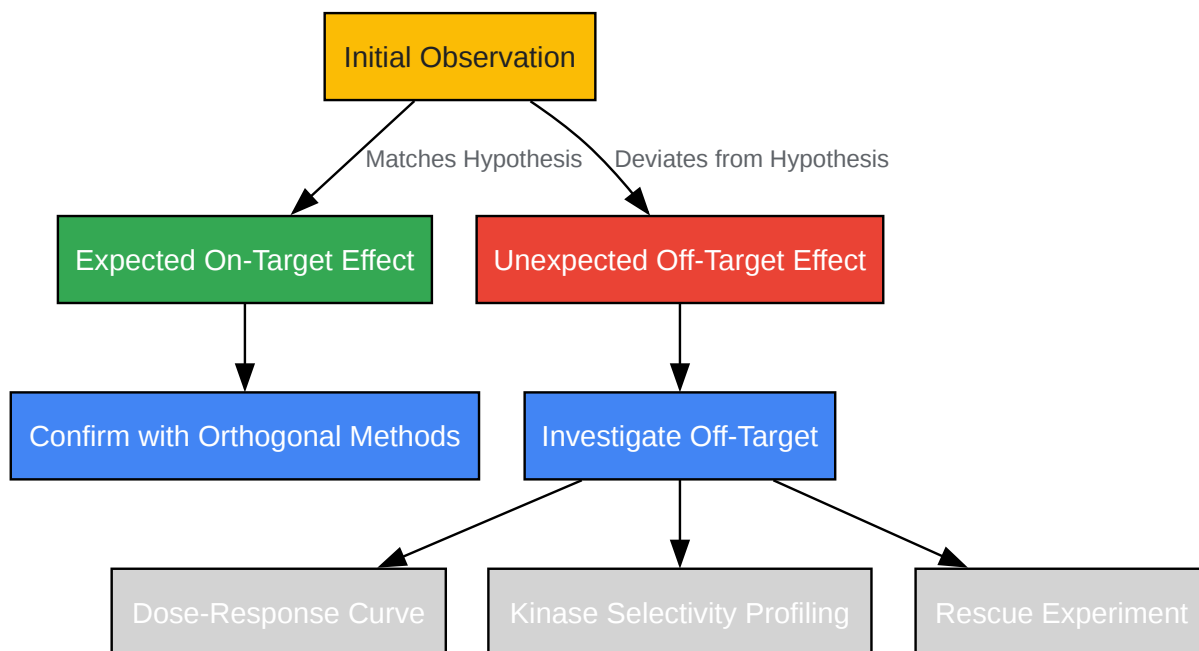 Initial Observation
Matches Hypothesis
Deviates from Hypothesis
Expected On-Target Effect
Unexpected Off-Target Effect
Confirm with Orthogonal Methods
Investigate Off-Target
Dose-Response Curve
Kinase Selectivity Profiling
Rescue Experiment